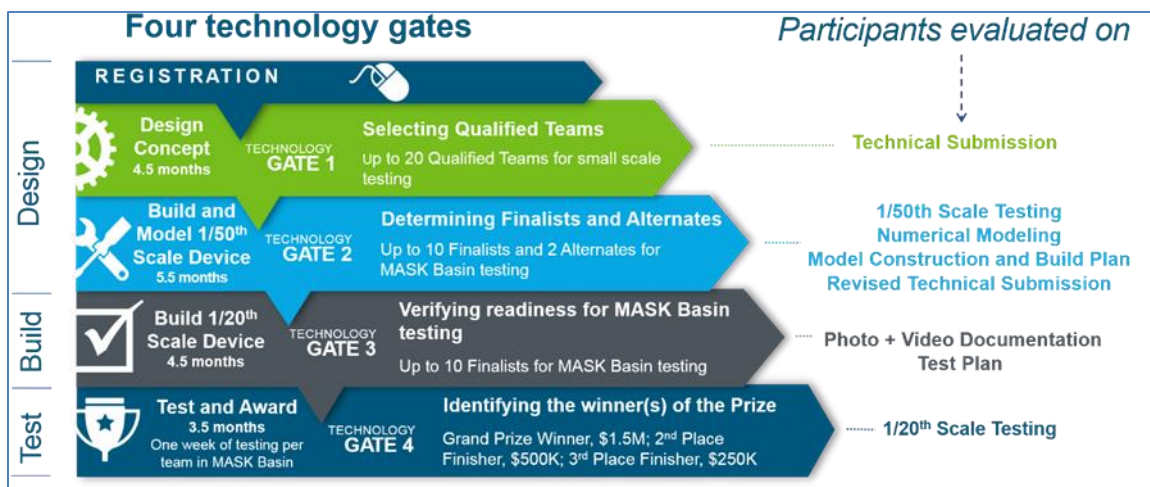 Four technology gates
Participants evaluated on
Design
REGISTRATION
Design
Concept
4.5 months
TECHNOLOGY
GATE 1
Selecting Qualified Teams
Up to 20 Qualified Teams for small scale
testing
Technical Submission
Build and
Model 1/50th
Scale Device
5.5 months
TECHNOLOGY
GATE 2
Determining Finalists and Alternates
Up to 10 Finalists and 2 Alternates for
MASK Basin testing
1/50th Scale Testing
Numerical Modeling
Model Construction and Build Plan
Revised Technical Submission
Build
Build 1/20th
Scale Device
4.5 months
TECHNOLOGY
GATE 3
Verifying readiness for MASK Basin
testing
Up to 10 Finalists for MASK Basin testing
Photo + Video Documentation
Test Plan
Test
Test and Award
3.5 months
One week of testing per
team in MASK Basin
TECHNOLOGY
GATE 4
Identifying the winner(s) of the Prize
Grand Prize Winner, $1.5M; 2nd Place
Finisher, $500K; 3rd Place Finisher, $250K
1/20th Scale Testing